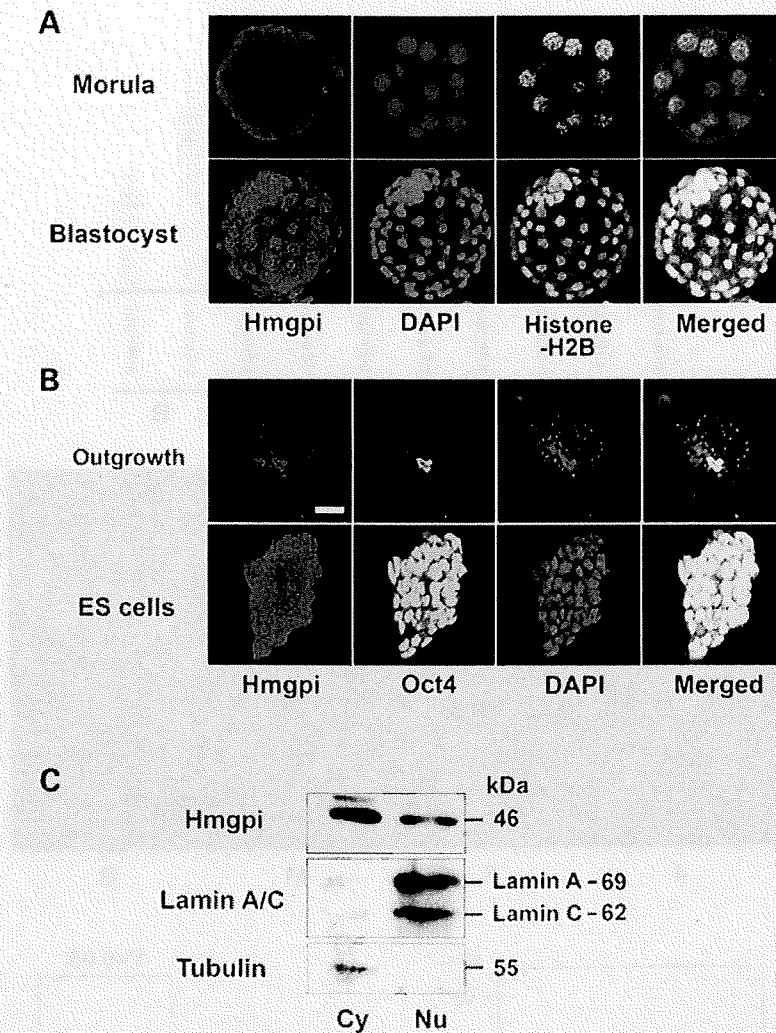 A
Morula
Blastocyst
Hmgpi DAPI Histone Merged
-H2B
B
Outgrowth
ES cells
Hmgpi Oct4 DAPI Merged
C
kDa
Hmgpi 46
Lamin A/C Lamin A - 69
Lamin C - 62
Tubulin 55
Cy Nu